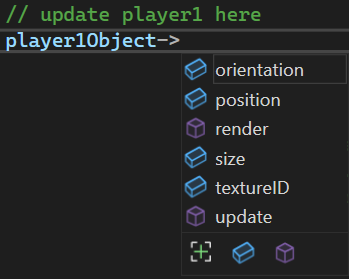 // update player1 here
player1Object->
orientation
position
render
size
textureID
update